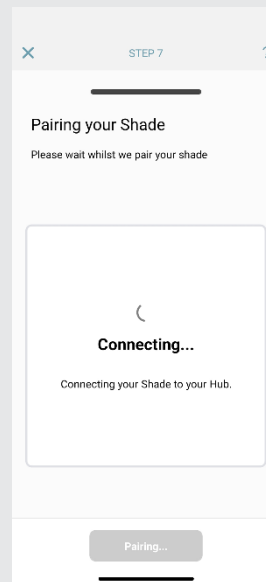 STEP 7
Pairing your Shade
Please wait whilst we pair your shade
Connecting...
Connecting your Shade to your Hub.
Pairing...